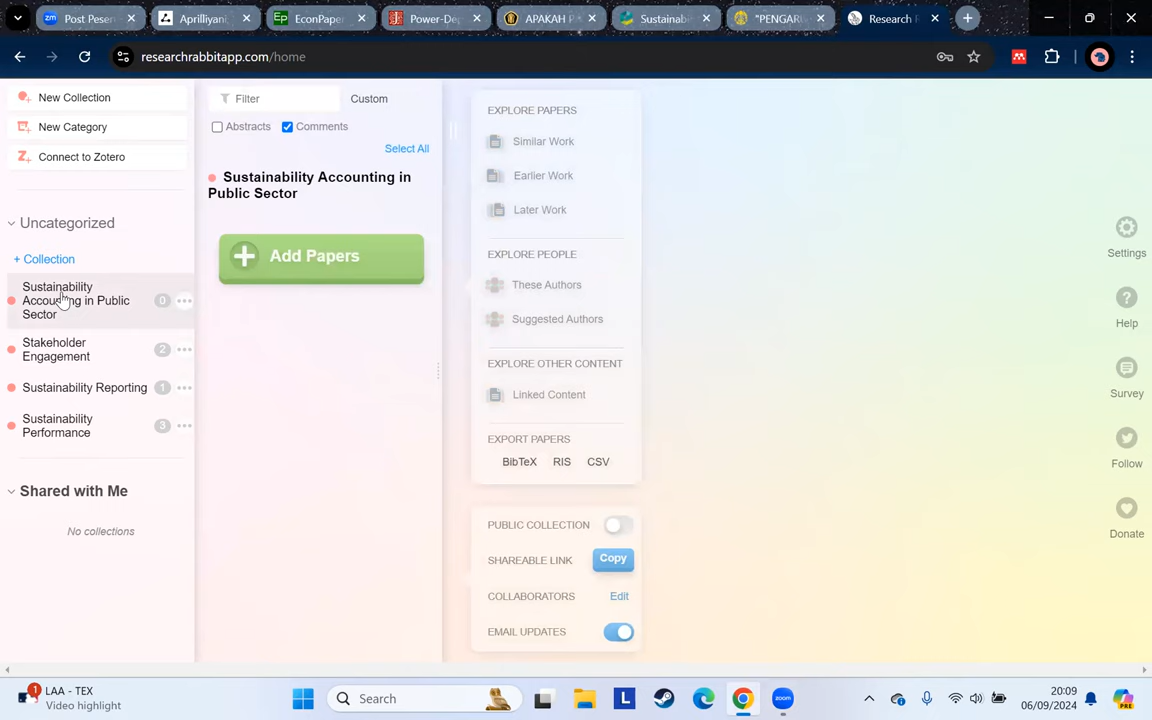 Post Peser
Aprilliyani,
EconPaper
Power-De
APAKAH P
Sustainabi
"PENGAR
Research
researchrabbitapp.com/home
New Collection
New Category
Connect to Zotero
Uncategorized
+ Collection
Sustainability
Accounting in Public
Sector
0
Stakeholder
Engagement
2
Sustainability Reporting
1
Sustainability
Performance
3
Shared with Me
No collections
Filter
Custom
Abstracts
Comments
Select All
Sustainability Accounting in
Public Sector
Add Papers
EXPLORE PAPERS
Similar Work
Earlier Work
Later Work
EXPLORE PEOPLE
These Authors
Suggested Authors
EXPLORE OTHER CONTENT
Linked Content
EXPORT PAPERS
BibTeX RIS CSV
PUBLIC COLLECTION
SHAREABLE LINK
Copy
COLLABORATORS
Edit
EMAIL UPDATES
Settings
Help
Survey
Follow
Donate
1
LAA - TEX
Video highlight
Search
L
zoom
20:09
06/09/2024
PRE